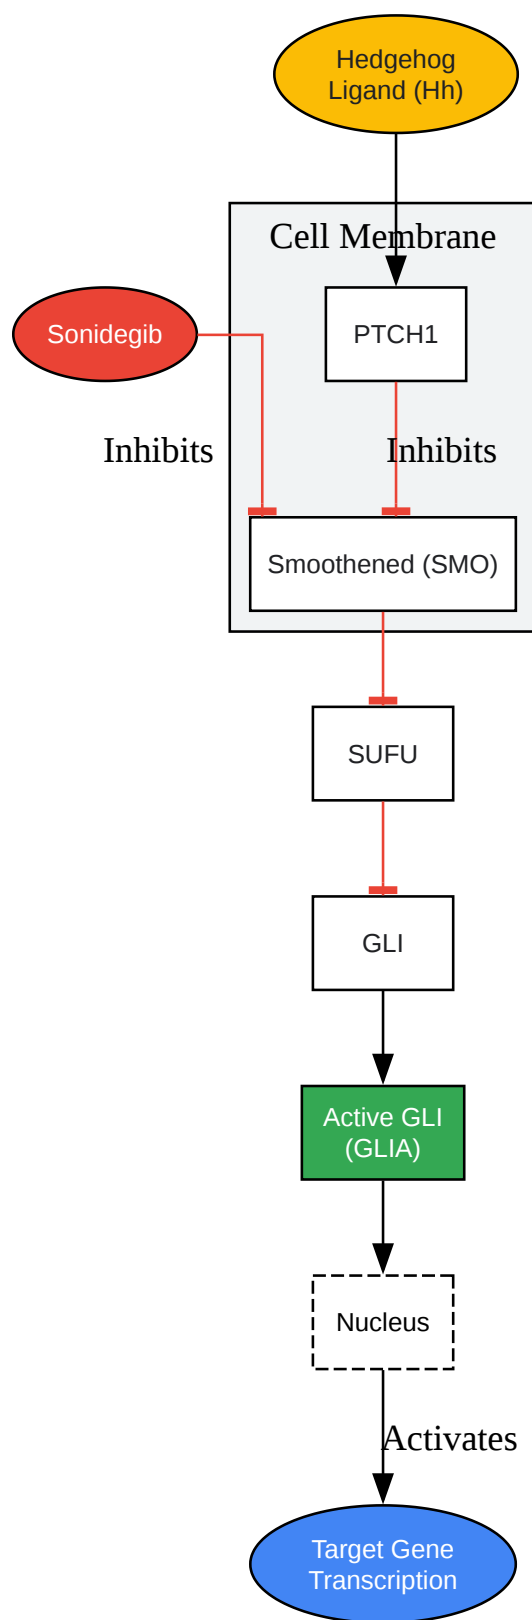 Hedgehog
Ligand (Hh)
Cell Membrane
Sonidegib
PTCH1
Inhibits
Inhibits
Smoothened (SMO)
SUFU
GLI
Active GLI
(GLIA)
Nucleus
Activates
Target Gene
Transcription